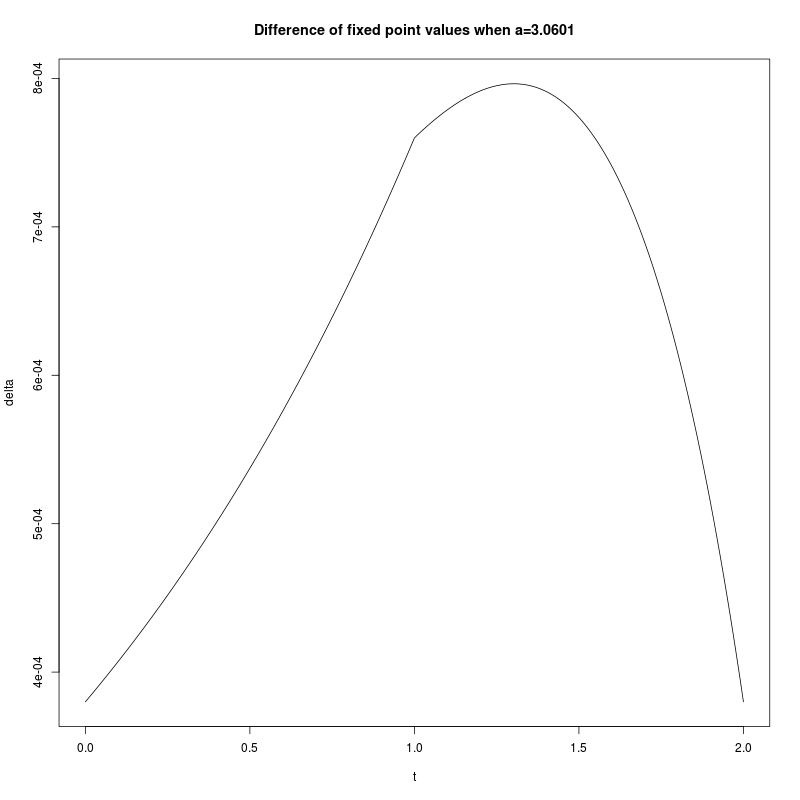 Difference of fixed point values when a=3.0601
8e-04
7e-04
6e-04
5e-04
4e-04
delta
0.0 0.5 1.0 1.5 2.0
t